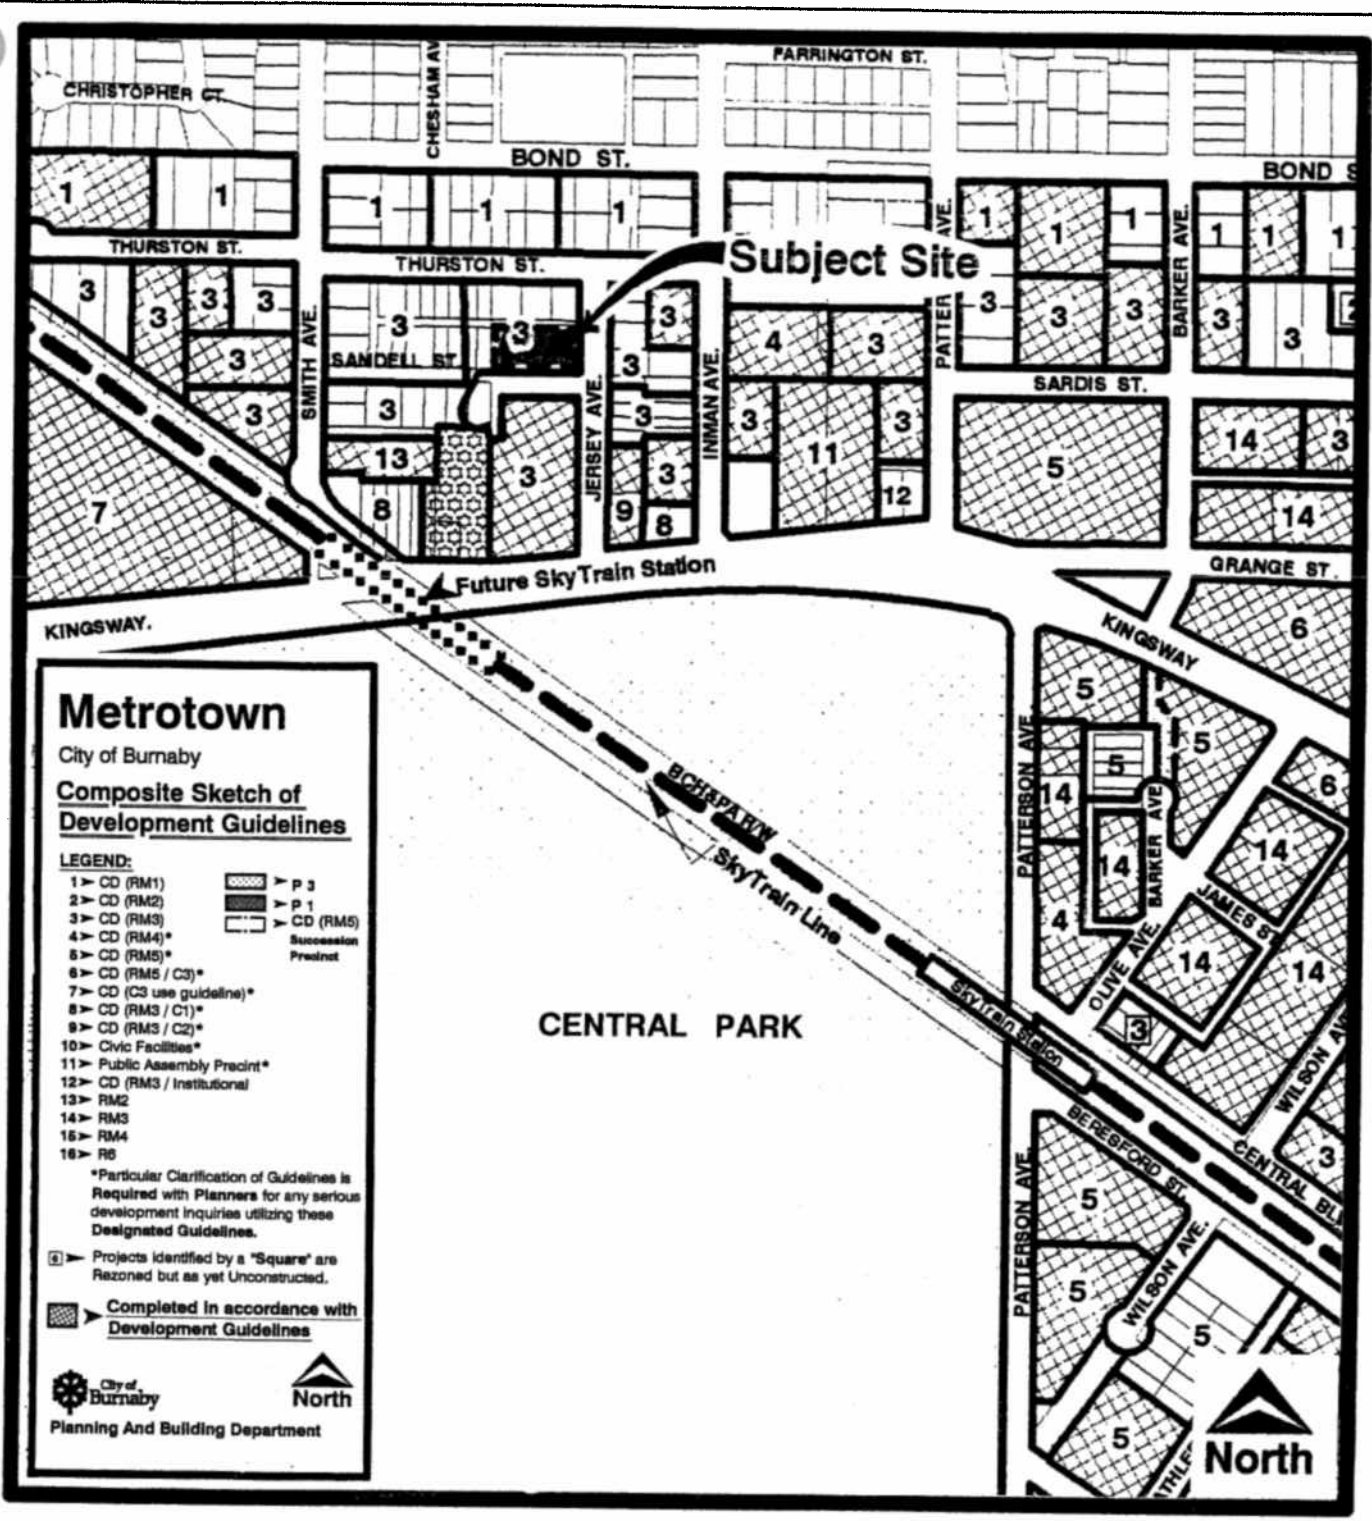 FARRINGTON ST.
CHRISTOPHER CT.
CHESHAM AV
BOND ST.
BOND S
1
1
1
1
1
1
1
1
1
1
1
THURSTON ST.
THURSTON ST.
Subject Site
PATTER
AVE.
BARKER AVE.
3
3
3
3
3
3
3
3
3
3
3
3
3
2
SMITH AVE.
4
3
3
3
SANDELL ST.
SARDIS ST.
3
3
3
JERSEY AVE.
INMAN AVE.
3
3
13
3
3
11
5
14
3
7
8
9
8
12
14
GRANGE ST.
Future SkyTrain Station
KINGSWAY.
KINGSWAY
6
5
5
5
6
PATTERSON AVE.
14
14
BARKER AVE
14
4
JAMES ST.
OLIVE AVE.
14
14
3
WILSON AV
BCH&PA R/W
SkyTrain Line
CENTRAL PARK
SkyTrain Station
BERESFORD ST.
CENTRAL BL
3
PATTERSON AVE.
5
5
WILSON AVE.
5
5
ATHLE
North
Metrotown
City of Burnaby
Composite Sketch of
Development Guidelines
LEGEND:
1 CD (RM1)
2 CD (RM2)
3 CD (RM3)
4 CD (RM4)*
5 CD (RM5)*
6 CD (RM5 / C3)*
7 CD (C3 use guideline)*
8 CD (RM3 / C1)*
9 CD (RM3 / C2)*
10 Civic Facilities*
11 Public Assembly Precint*
12 CD (RM3 / Institutional
13 RM2
14 RM3
15 RM4
16 R6
P 3
P 1
CD (RM5)
Succession
Precinct
*Particular Clarification of Guidelines is
Required with Planners for any serious
development inquiries utilizing these
Designated Guidelines.
6 Projects identified by a "Square" are
Rezoned but as yet Unconstructed.
Completed in accordance with
Development Guidelines
City of
Burnaby
North
Planning And Building Department